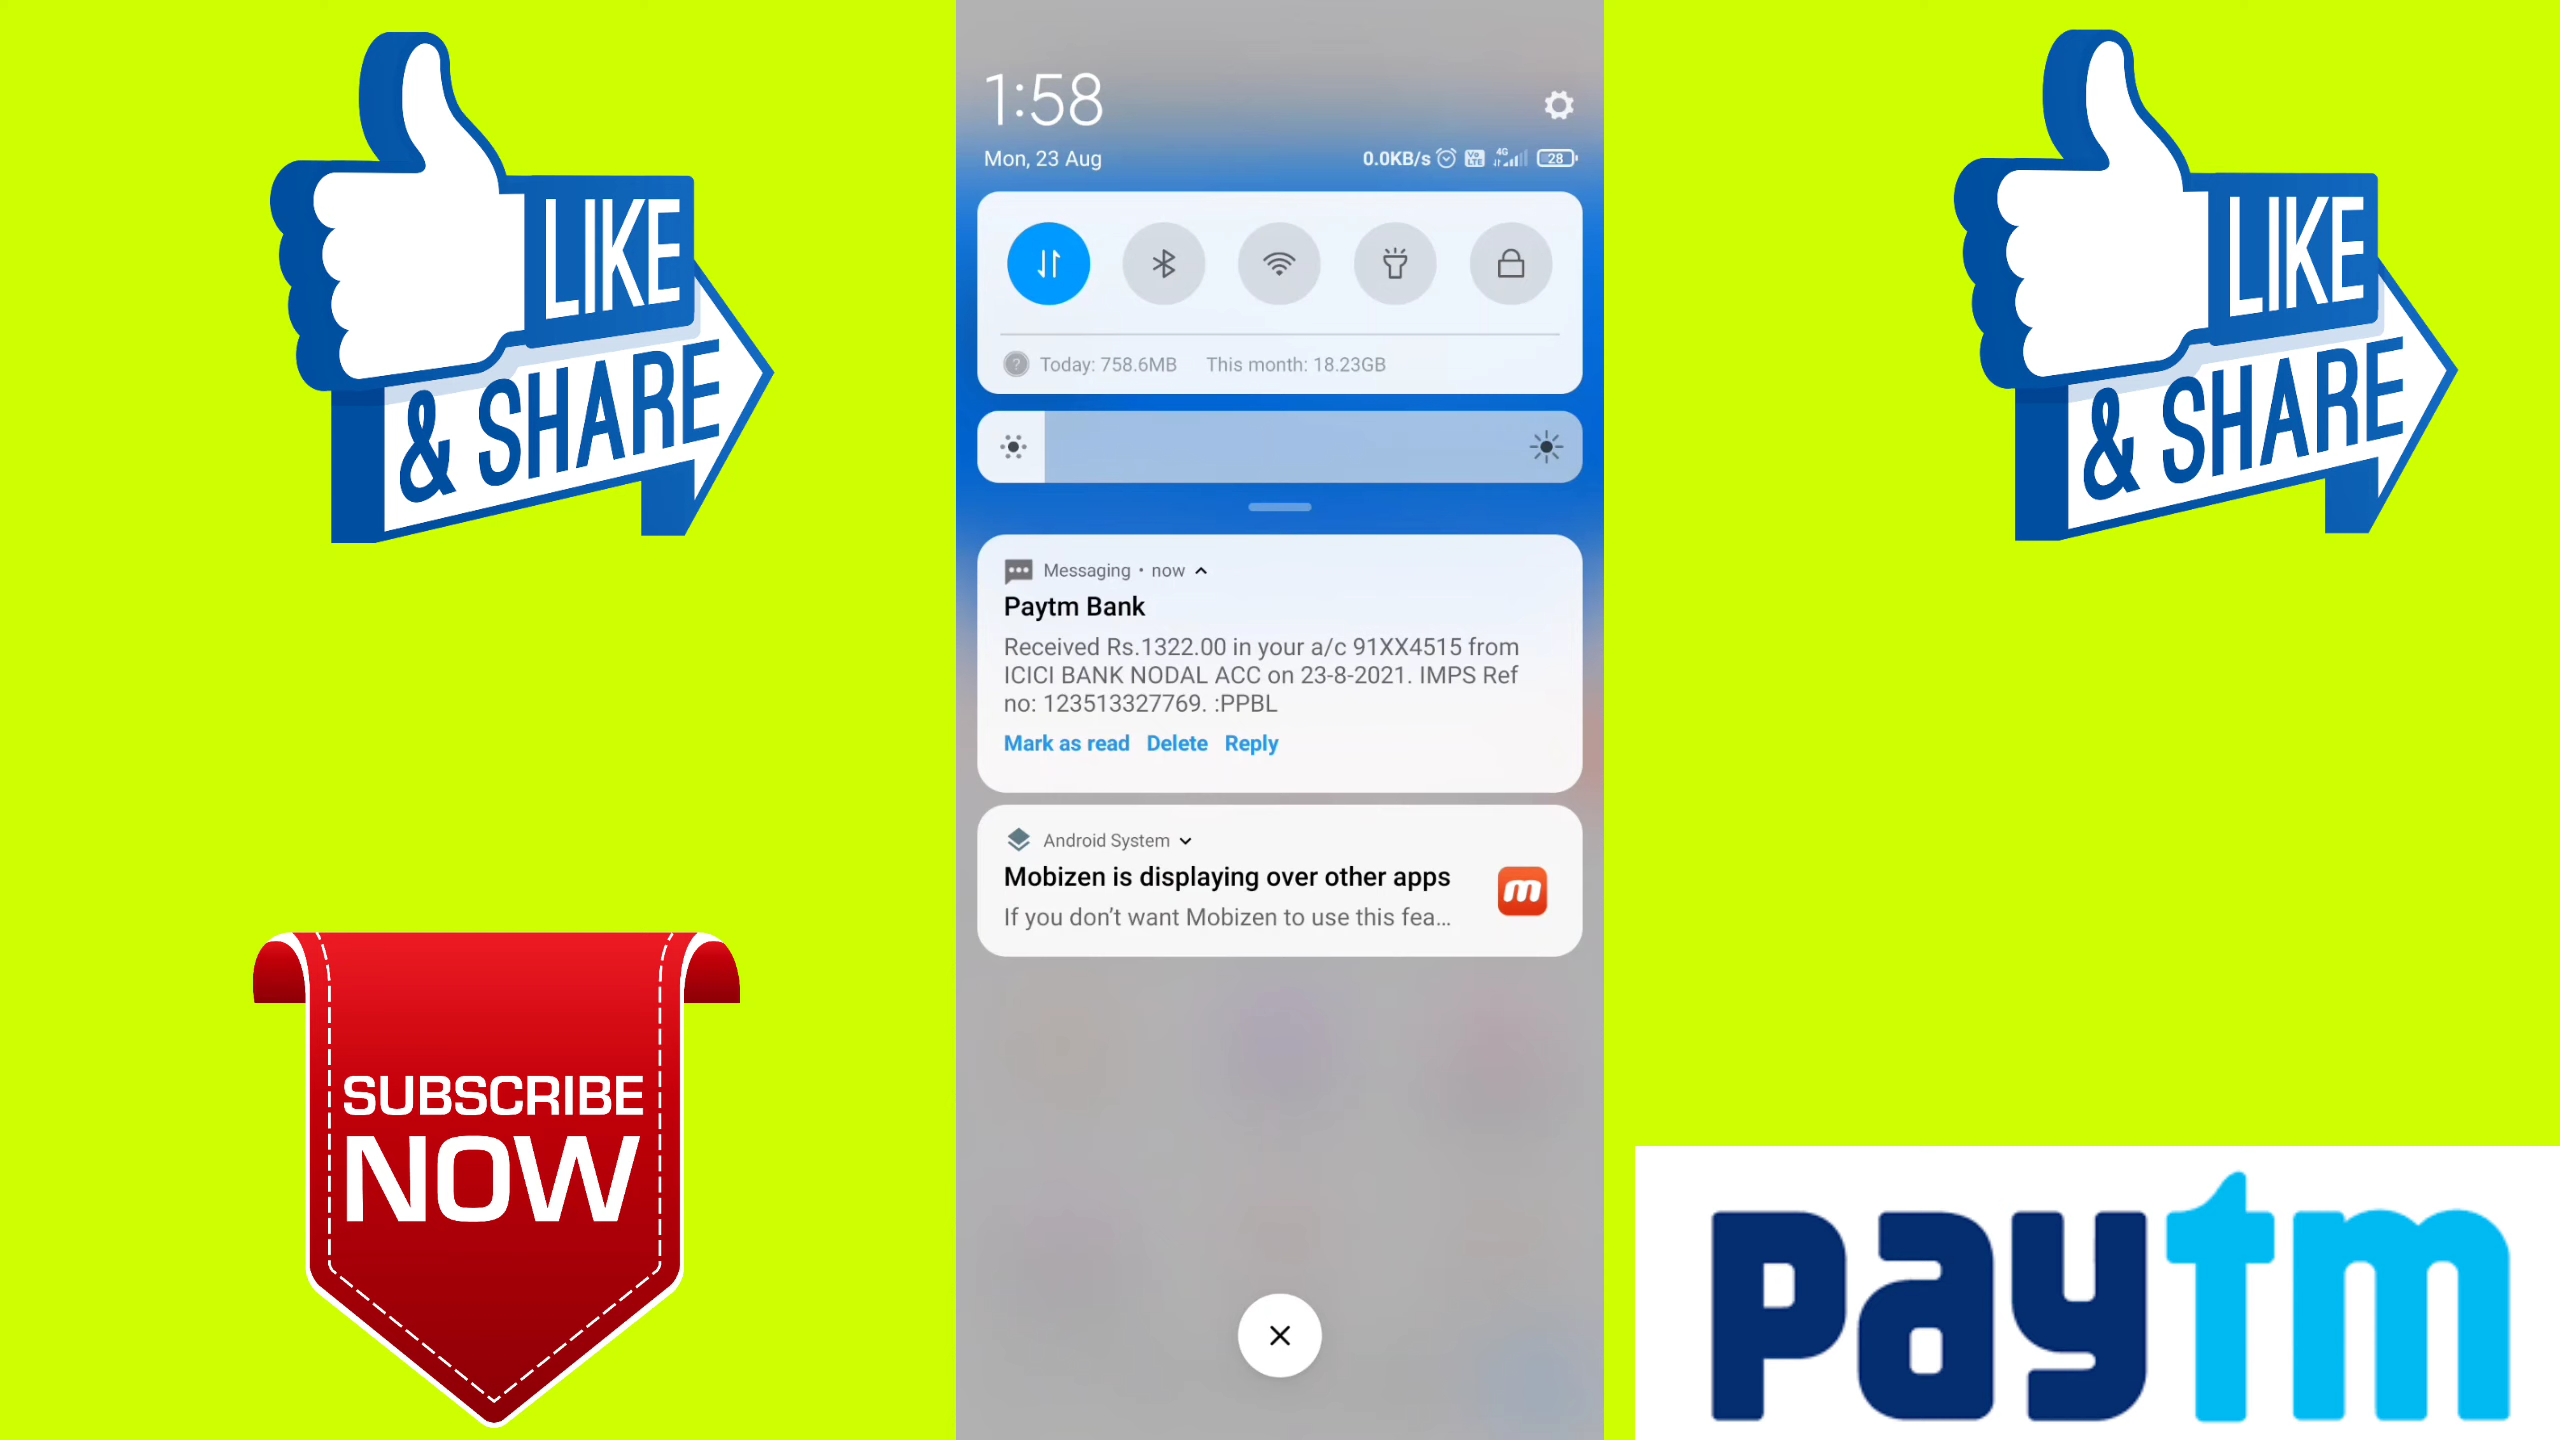 LIKE
& SHARE
SUBSCRIBE
NOW
1:58
Mon, 23 Aug
0.0KB/s
Vo
LTE
4G
28
Today: 758.6MB This month: 18.23GB
Messaging • now
Paytm Bank
Received Rs.1322.00 in your a/c 91XX4515 from
ICICI BANK NODAL ACC on 23-8-2021. IMPS Ref
no: 123513327769. :PPBL
Mark as read Delete Reply
Android System
Mobizen is displaying over other apps
m
If you don't want Mobizen to use this fea...
LIKE
& SHARE
paytm